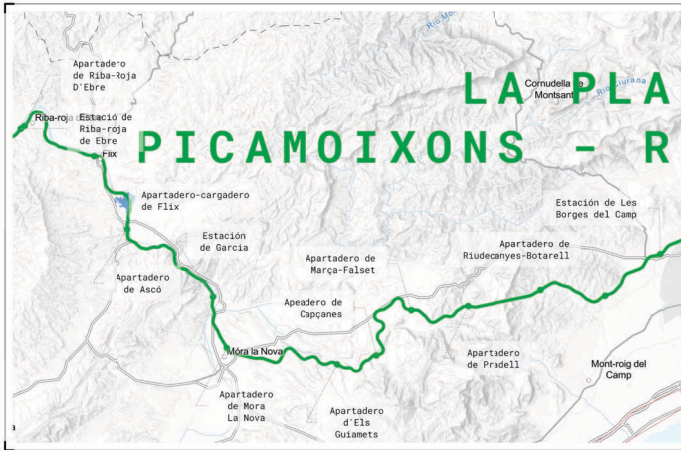 LA PLA
PICAMOIXONS - R
Apartadero
de Riba-Roja
D'Ebre
Riba-roja
Estació de
Riba-roja
de Ebre
Flix
Apartadero-cargadero
de Flix
Estación
de Garcia
Apartadero
de Ascó
Apartadero de
Marça-Falset
Apeadero de
Capçanes
Móra la Nova
Apartadero
de Mora
La Nova
Apartadero
d'Els
Guiamets
Cornudella de
Montsant
Río Ciurana
Estación de Les
Borges del Camp
Apartadero de
Riudecanyes-Botarell
Apartadero
de Pradell
Mont-roig del
Camp